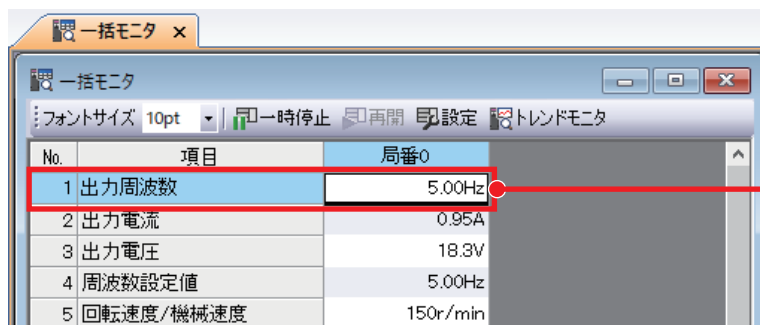 一括モニタ ×
一括モニタ
フォントサイズ 10pt 一時停止 再開 設定 トレンドモニタ
No. 項目 局番0
1 出力周波数 5.00Hz
2 出力電流 0.95A
3 出力電圧 18.3V
4 周波数設定値 5.00Hz
5 回転速度/機械速度 150r/min